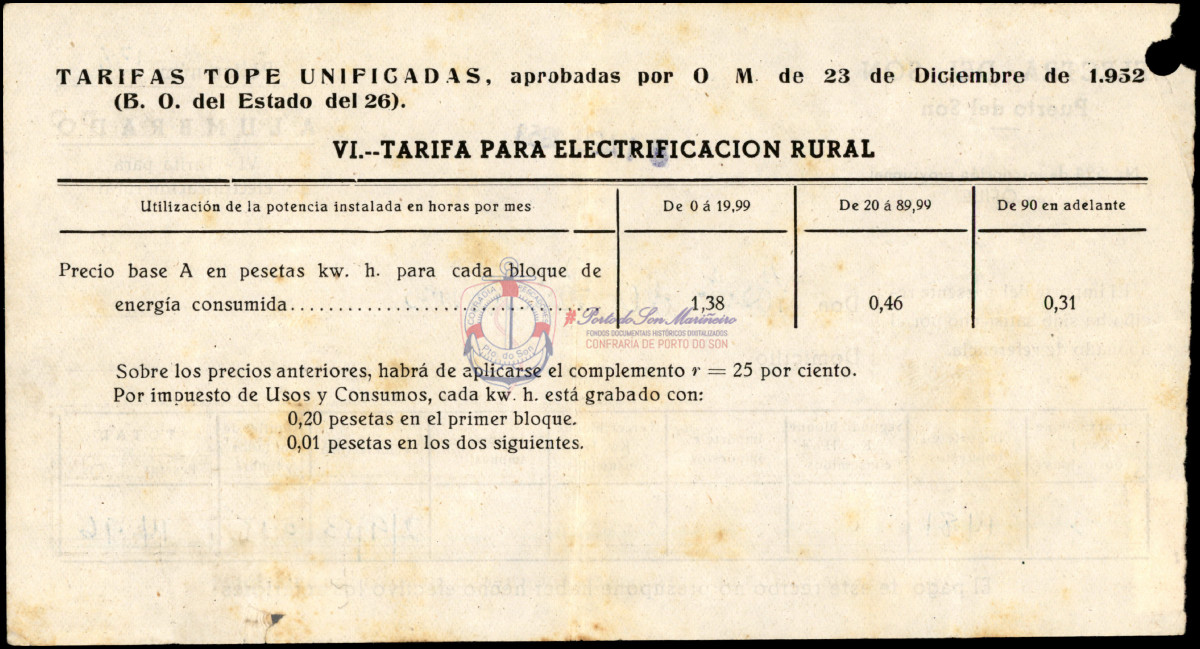 TARIFAS TOPE UNIFICADAS, aprobadas por O M. de 23 de Diciembre de 1.952
(B. O. del Estado del 26).
VI.--TARIFA PARA ELECTRIFICACION RURAL
Utilización de la potencia instalada en horas por mes De 0 á 19,99 De 20 á 89,99 De 90 en adelante
Precio base A en pesetas kw. h. para cada bloque de
energía consumida................................ 1,38 0,46 0,31
Pto. do Son
#Porto do Son Mariñeiro
FONDOS DOCUMENTAIS HISTÓRICOS DIXITALIZADOS
CONFRARÍA DE PORTO DO SON
Sobre los precios anteriores, habrá de aplicarse el complemento r = 25 por ciento.
Por impuesto de Usos y Consumos, cada kw. h. está grabado con:
0,20 pesetas en el primer bloque.
0,01 pesetas en los dos siguientes.